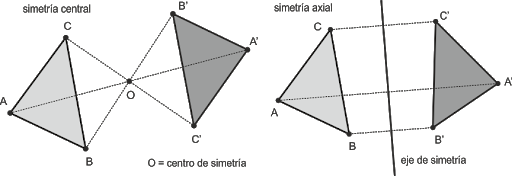 simetría central
B'
C
A'
O
A
C'
B
O = centro de simetría
simetría axial
C
C'
A'
A
B
B'
eje de simetría